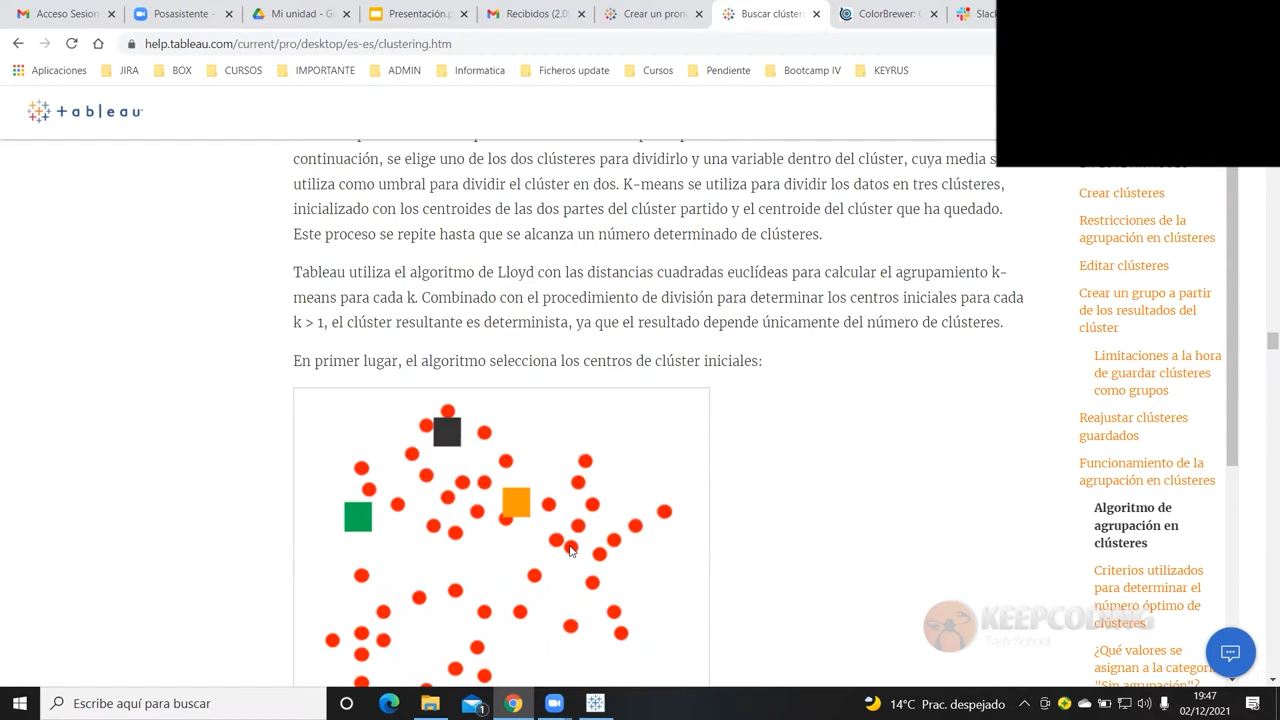 Acceso Sesion
Posasistente -
Mi unidad - G
Presentación.p
Recibidos (2.0
Crear un pron
Buscar clúster
ColorBrewer: C
Slack
help.tableau.com/current/pro/desktop/es-es/clustering.htm
Aplicaciones
JIRA
BOX
CURSOS
IMPORTANTE
ADMIN
Informatica
Ficheros update
Cursos
Pendiente
Bootcamp IV
KEYRUS
+ a b l e a u
continuación, se elige uno de los dos clústeres para dividirlo y una variable dentro del clúster, cuya media s
utiliza como umbral para dividir el clúster en dos. K-means se utiliza para dividir los datos en tres clústeres,
inicializado con los centroides de las dos partes del clúster partido y el centroide del clúster que ha quedado.
Este proceso se repite hasta que se alcanza un número determinado de clústeres.
Tableau utiliza el algoritmo de Lloyd con las distancias cuadradas euclídeas para calcular el agrupamiento k-
means para cada k. Combinado con el procedimiento de división para determinar los centros iniciales para cada
k > 1, el clúster resultante es determinista, ya que el resultado depende únicamente del número de clústeres.
En primer lugar, el algoritmo selecciona los centros de clúster iniciales:
Crear clústeres
Restricciones de la
agrupación en clústeres
Editar clústeres
Crear un grupo a partir
de los resultados del
clúster
Limitaciones a la hora
de guardar clústeres
como grupos
Reajustar clústeres
guardados
Funcionamiento de la
agrupación en clústeres
Algoritmo de
agrupación en
clústeres
Criterios utilizados
para determinar el
número óptimo de
clústeres
¿Qué valores se
asignan a la categor
"Sin agrupación"?
KEEPCODING
Tech School
Escribe aquí para buscar
1
14°C Prac. despejado
19:47
02/12/2021